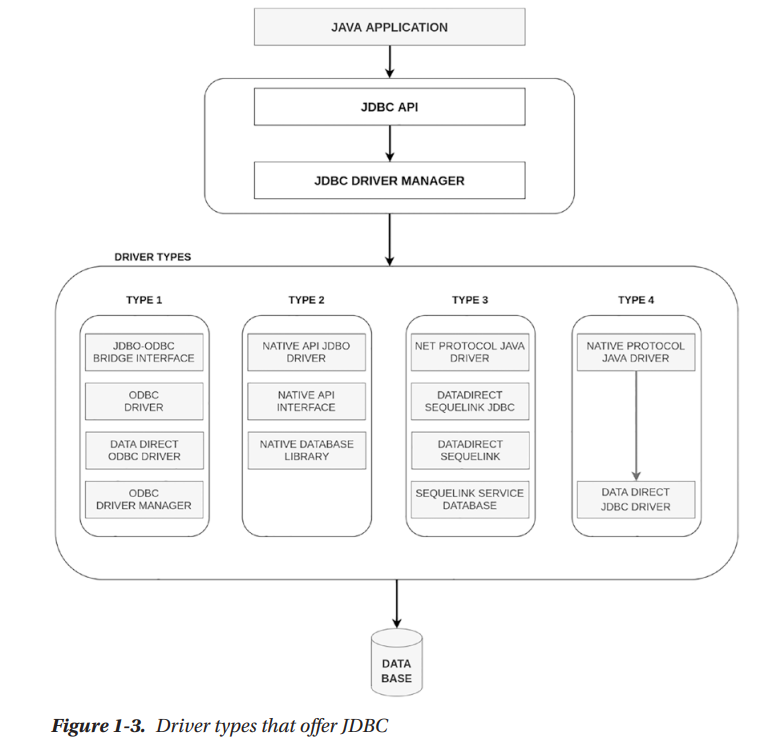 JAVA APPLICATION
JDBC API
JDBC DRIVER MANAGER
DRIVER TYPES
TYPE 1
JDBO-ODBC
BRIDGE INTERFACE
ODBC
DRIVER
DATA DIRECT
ODBC DRIVER
ODBC
DRIVER MANAGER
TYPE 2
NATIVE API JDBO
DRIVER
NATIVE API
INTERFACE
NATIVE DATABASE
LIBRARY
TYPE 3
NET PROTOCOL JAVA
DRIVER
DATADIRECT
SEQUELINK JDBC
DATADIRECT
SEQUELINK
SEQUELINK SERVICE
DATABASE
TYPE 4
NATIVE PROTOCOL
JAVA DRIVER
DATA DIRECT
JDBC DRIVER
DATA
BASE
Figure 1-3. Driver types that offer JDBC